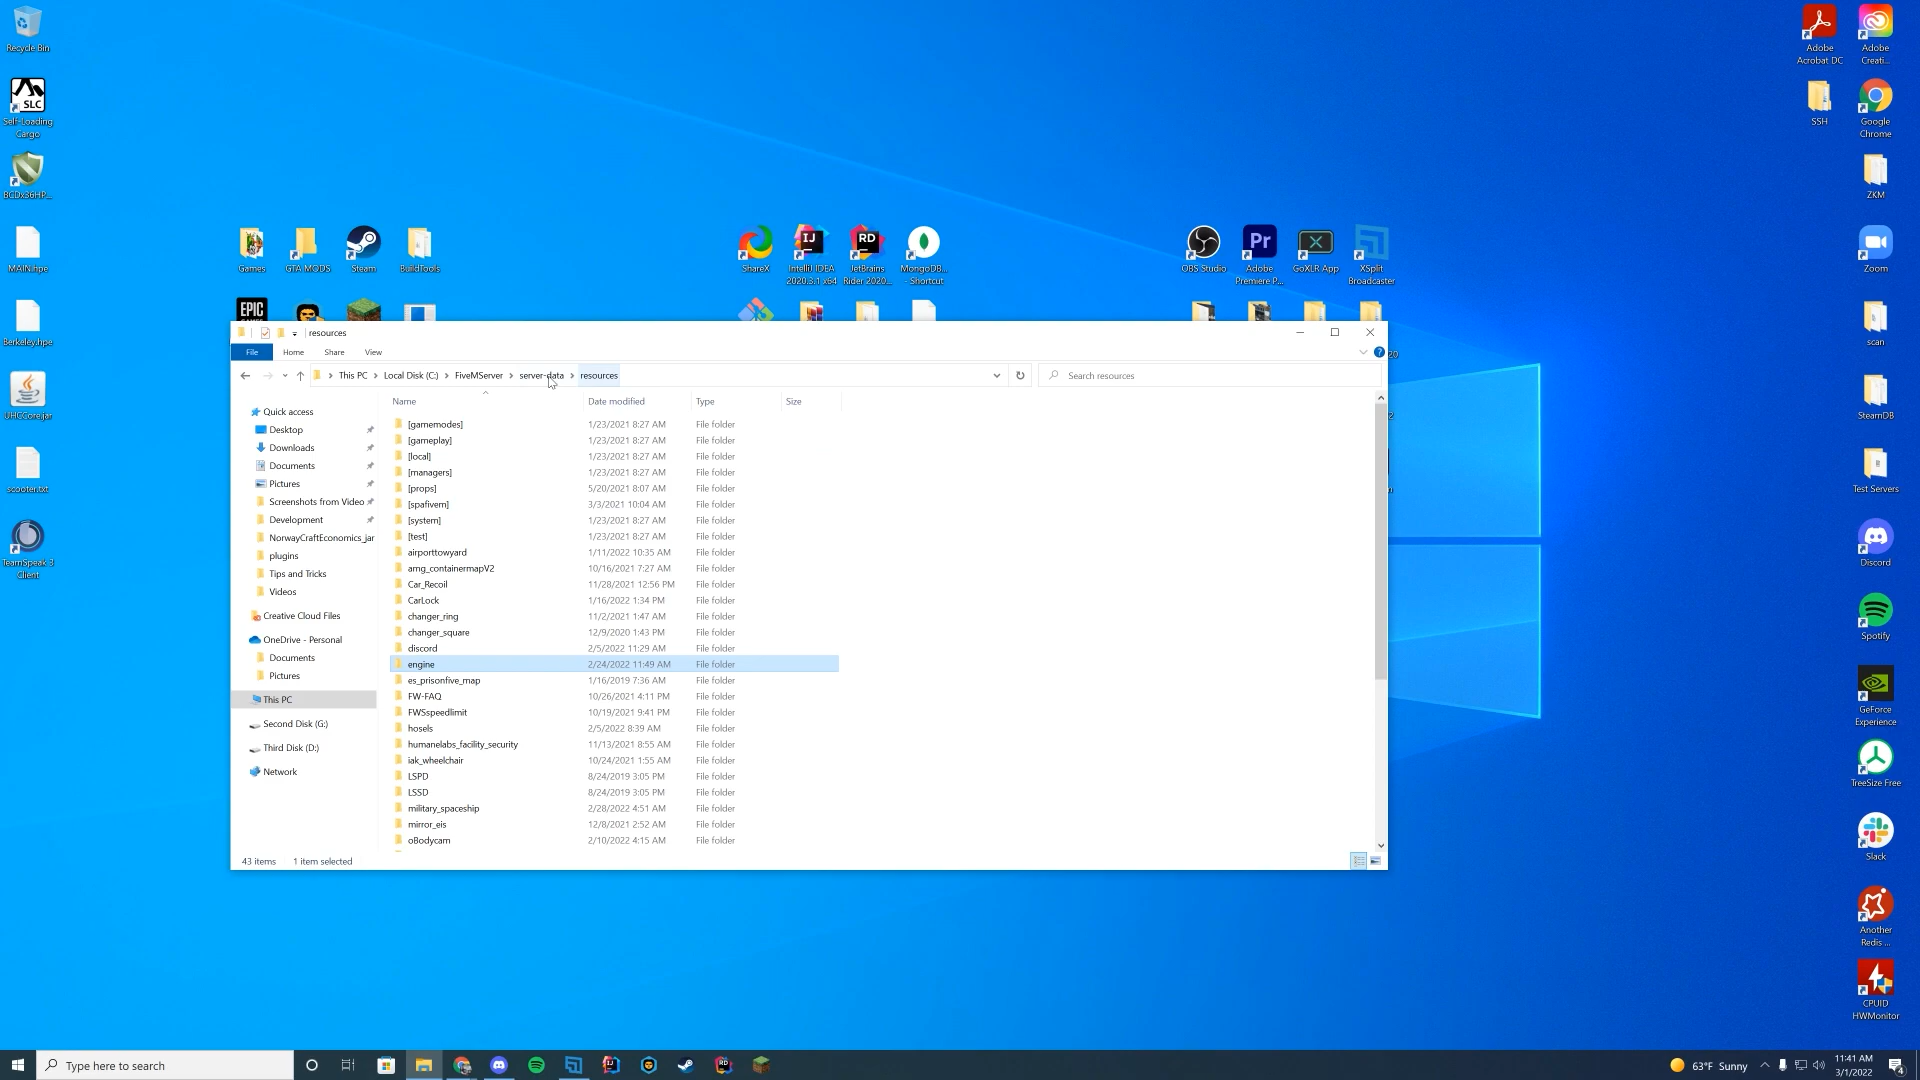 Recycle Bin
SLC
Self-Loading
Cargo
MAIN.hpe
Berkeley.hpe
UHCCore.jar
scooter.txt
TeamSpeak 3
Client
Games
GTA MODS
Steam
BuildTools
EPIC
ShareX
IJ
IntelliJ IDEA
2020.3.1 x64
RD
JetBrains
Rider 2020...
MongoDB...
- Shortcut
OBS Studio
Pr
Adobe
Premiere P...
GoXLR App
XSplit
Broadcaster
Adobe
Acrobat DC
Adobe
Creati...
SSH
Google
Chrome
ZKM
Zoom
scan
SteamDB
Test Servers
Discord
Spotify
GeForce
Experience
TreeSize Free
Slack
Another
Redis ...
CPUID
HWMonitor
resources
File Home Share View
This PC Local Disk (C:) FiveMServer server-data resources
Search resources
Quick access
Desktop
Downloads
Documents
Pictures
Screenshots from Video
Development
NorwayCraftEconomics_jar
plugins
Tips and Tricks
Videos
Creative Cloud Files
OneDrive - Personal
Documents
Pictures
This PC
Second Disk (G:)
Third Disk (D:)
Network
Name Date modified Type Size
[gamemodes] 1/23/2021 8:27 AM File folder
[gameplay] 1/23/2021 8:27 AM File folder
[local] 1/23/2021 8:27 AM File folder
[managers] 1/23/2021 8:27 AM File folder
[props] 5/20/2021 8:07 AM File folder
[spafivem] 3/3/2021 10:04 AM File folder
[system] 1/23/2021 8:27 AM File folder
[test] 1/23/2021 8:27 AM File folder
airporttowyard 1/11/2022 10:35 AM File folder
amg_containermapV2 10/16/2021 7:27 AM File folder
Car_Recoil 11/28/2021 12:56 PM File folder
CarLock 1/16/2022 1:34 PM File folder
changer_ring 11/2/2021 1:47 AM File folder
changer_square 12/9/2020 1:43 PM File folder
discord 2/5/2022 11:29 AM File folder
engine 2/24/2022 11:49 AM File folder
es_prisonfive_map 1/16/2019 7:36 AM File folder
FW-FAQ 10/26/2021 4:11 PM File folder
FWSspeedlimit 10/19/2021 9:41 PM File folder
hosels 2/5/2022 8:39 AM File folder
humanelabs_facility_security 11/13/2021 8:55 AM File folder
iak_wheelchair 10/24/2021 1:55 AM File folder
LSPD 8/24/2019 3:05 PM File folder
LSSD 8/24/2019 3:05 PM File folder
military_spaceship 2/28/2022 4:51 AM File folder
mirror_eis 12/8/2021 2:52 AM File folder
oBodycam 2/10/2022 4:15 AM File folder
43 items 1 item selected
Type here to search
63°F Sunny
11:41 AM
3/1/2022